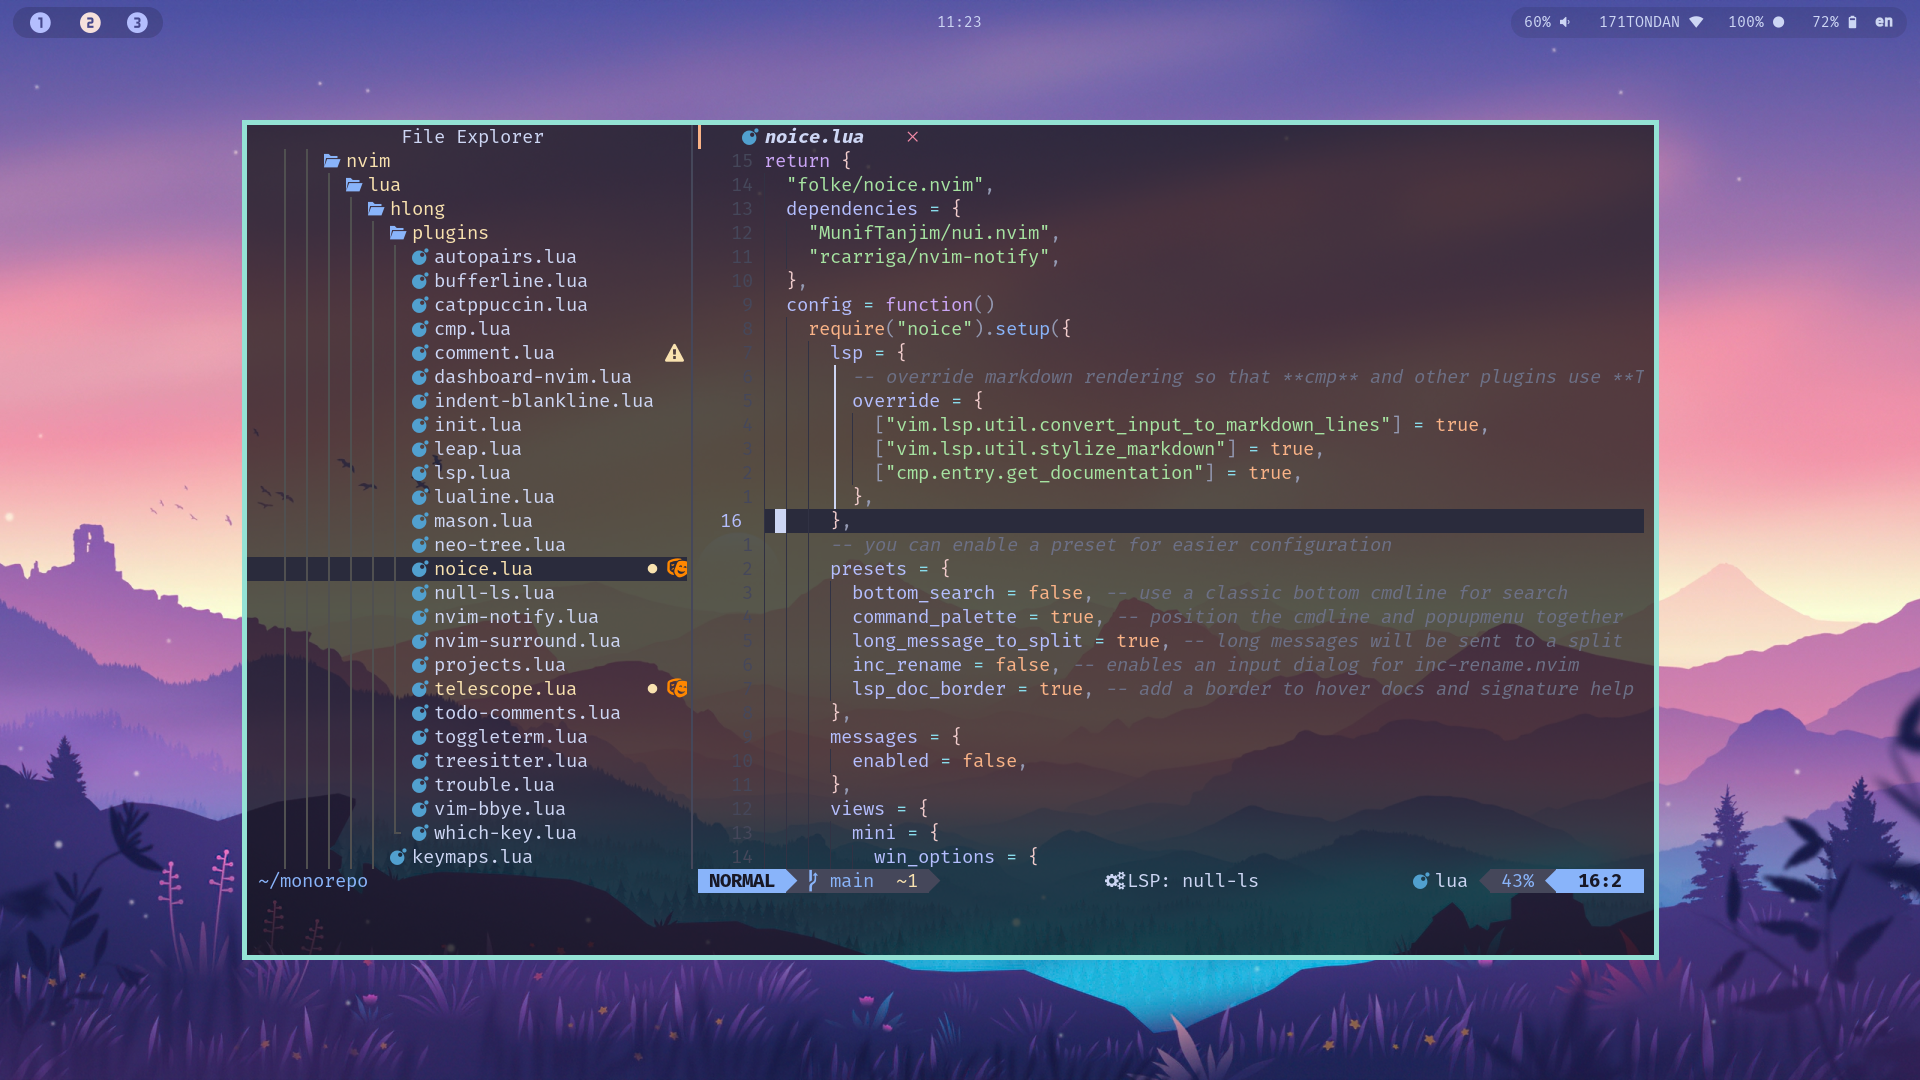 1 2 3
11:23
60% 171TONDAN 100% 72% en
File Explorer
nvim
lua
hlong
plugins
autopairs.lua
bufferline.lua
catppuccin.lua
cmp.lua
comment.lua
dashboard-nvim.lua
indent-blankline.lua
init.lua
leap.lua
lsp.lua
lualine.lua
mason.lua
neo-tree.lua
noice.lua
null-ls.lua
nvim-notify.lua
nvim-surround.lua
projects.lua
telescope.lua
todo-comments.lua
toggleterm.lua
treesitter.lua
trouble.lua
vim-bbye.lua
which-key.lua
keymaps.lua
~/monorepo
noice.lua ×
15 return {
14 "folke/noice.nvim",
13 dependencies = {
12 "MunifTanjim/nui.nvim",
11 "rcarriga/nvim-notify",
10 },
9 config = function()
8 require("noice").setup({
7 lsp = {
6 -- override markdown rendering so that **cmp** and other plugins use **T
5 override = {
4 ["vim.lsp.util.convert_input_to_markdown_lines"] = true,
3 ["vim.lsp.util.stylize_markdown"] = true,
2 ["cmp.entry.get_documentation"] = true,
1 },
16 },
1 -- you can enable a preset for easier configuration
2 presets = {
3 bottom_search = false, -- use a classic bottom cmdline for search
4 command_palette = true, -- position the cmdline and popupmenu together
5 long_message_to_split = true, -- long messages will be sent to a split
6 inc_rename = false, -- enables an input dialog for inc-rename.nvim
7 lsp_doc_border = true, -- add a border to hover docs and signature help
8 },
9 messages = {
10 enabled = false,
11 },
12 views = {
13 mini = {
14 win_options = {
NORMAL main ~1 LSP: null-ls lua 43% 16:2